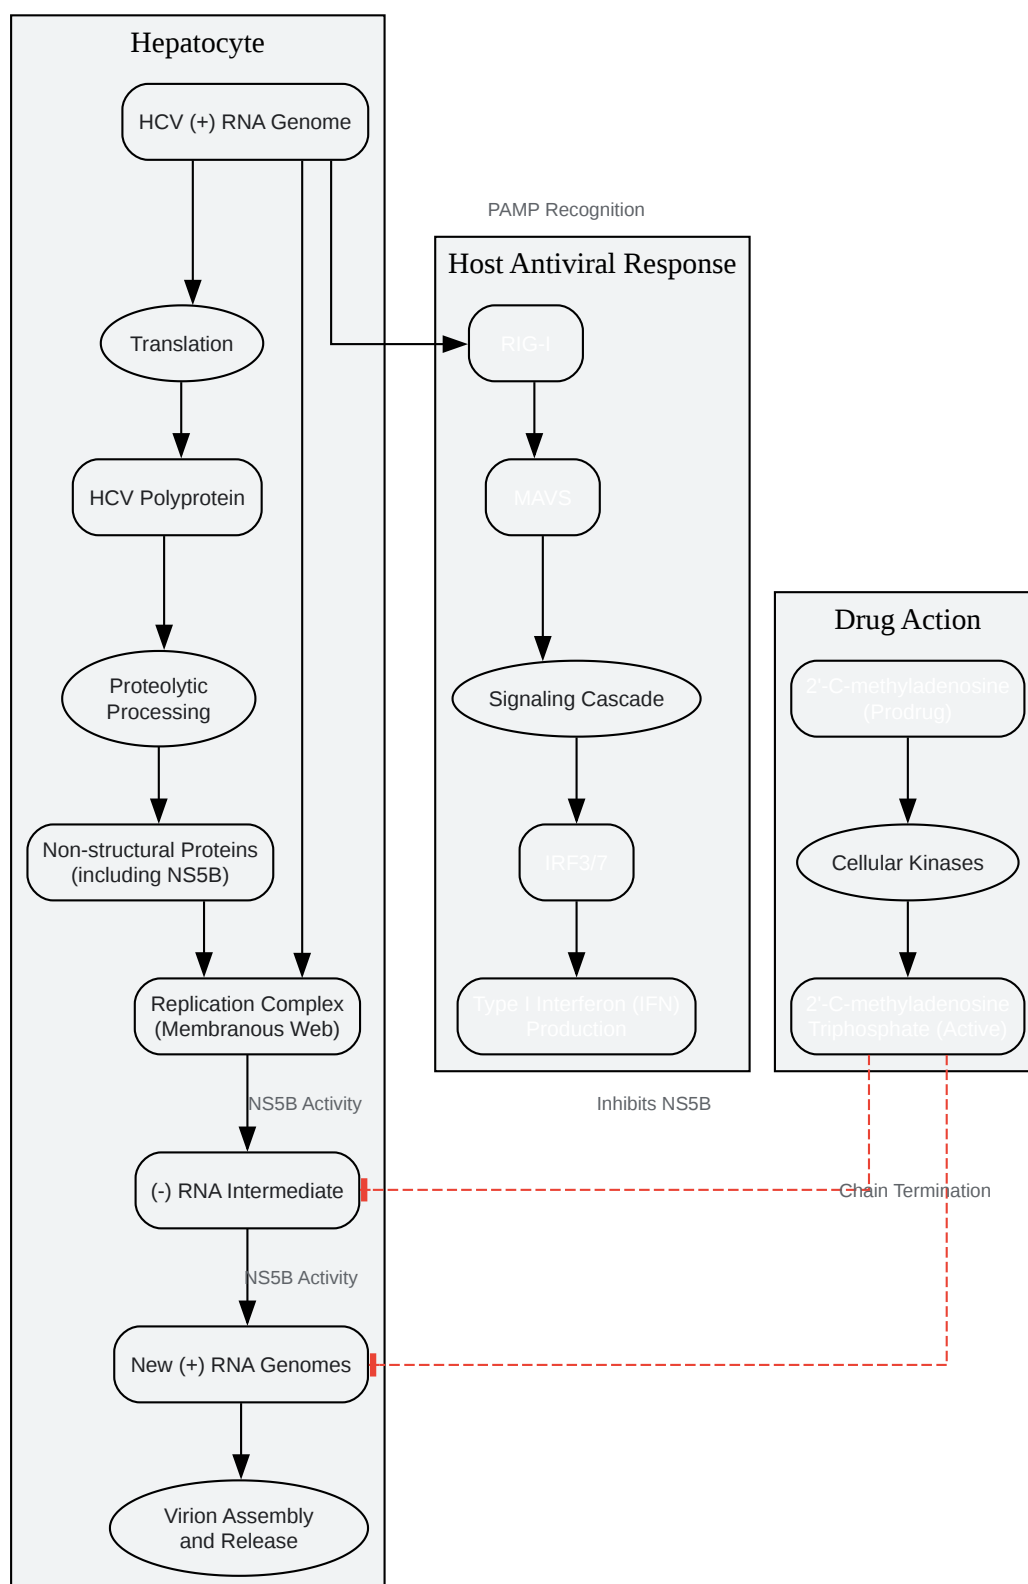 Hepatocyte
HCV (+) RNA Genome
PAMP Recognition
Host Antiviral Response
Translation
RIG-I
HCV Polyprotein
MAVS
Drug Action
Proteolytic
Processing
Signaling Cascade
2'-C-methyladenosine
(Prodrug)
Non-structural Proteins
(including NS5B)
IRF3/7
Cellular Kinases
Replication Complex
(Membranous Web)
Type I Interferon (IFN)
Production
2'-C-methyladenosine
Triphosphate (Active)
NS5B Activity
Inhibits NS5B
(-) RNA Intermediate
Chain Termination
NS5B Activity
New (+) RNA Genomes
Virion Assembly
and Release